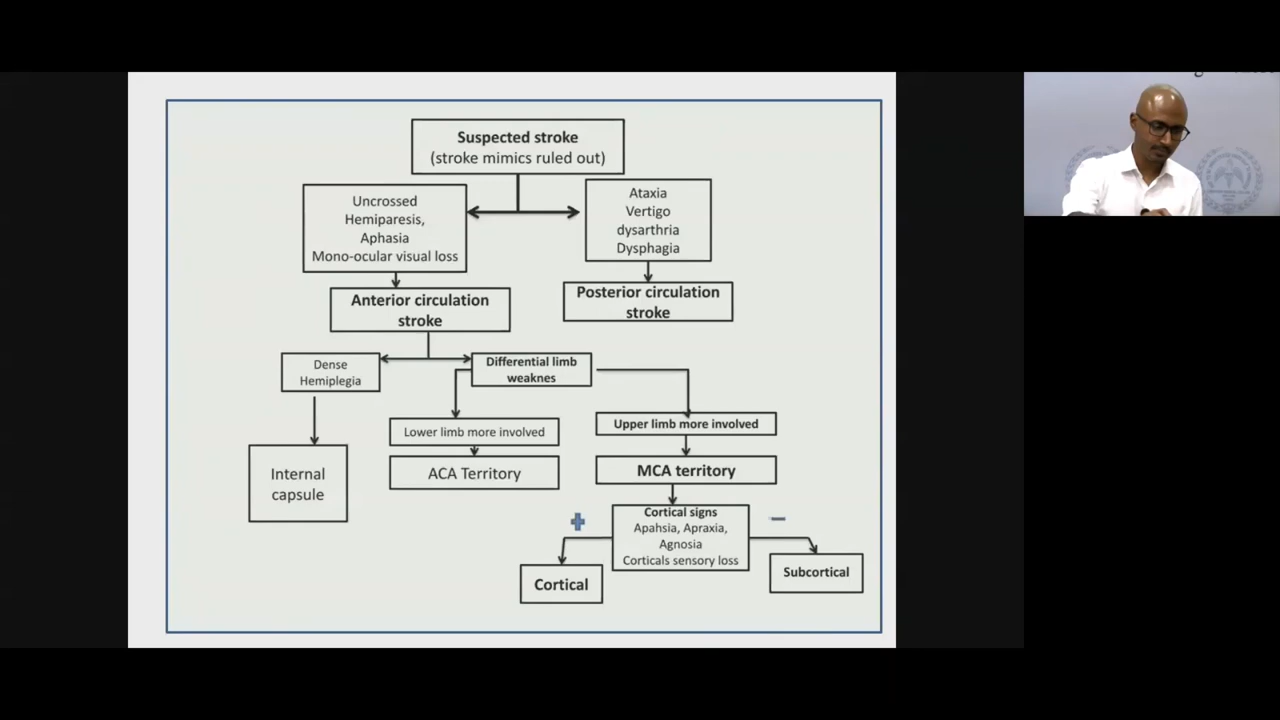 Suspected stroke
(stroke mimics ruled out)
Uncrossed
Hemiparesis,
Aphasia
Mono-ocular visual loss
Ataxia
Vertigo
dysarthria
Dysphagia
Anterior circulation
stroke
Posterior circulation
stroke
Dense
Hemiplegia
Differential limb
weaknes
Lower limb more involved
Upper limb more involved
Internal
capsule
ACA Territory
MCA territory
Cortical signs
Apahsia, Apraxia,
Agnosia
Corticals sensory loss
+
−
Cortical
Subcortical